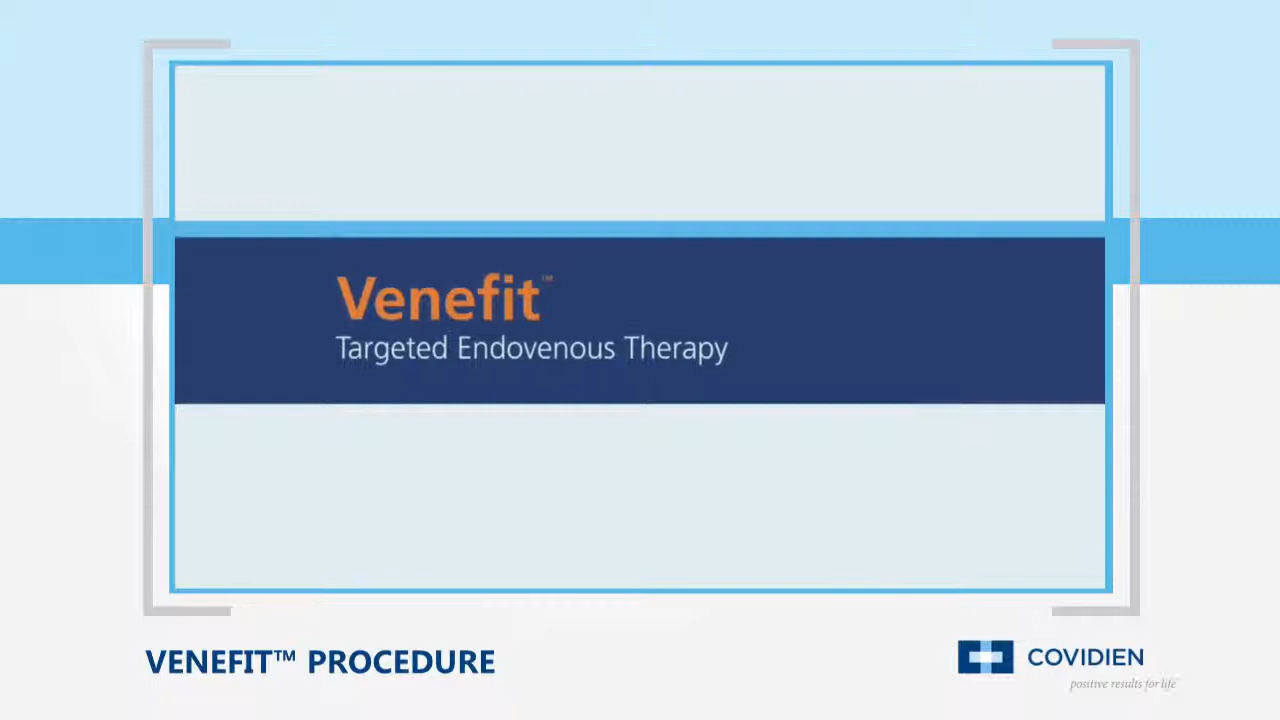 Venefit™
Targeted Endovenous Therapy
VENEFIT™ PROCEDURE
COVIDIEN
positive results for life